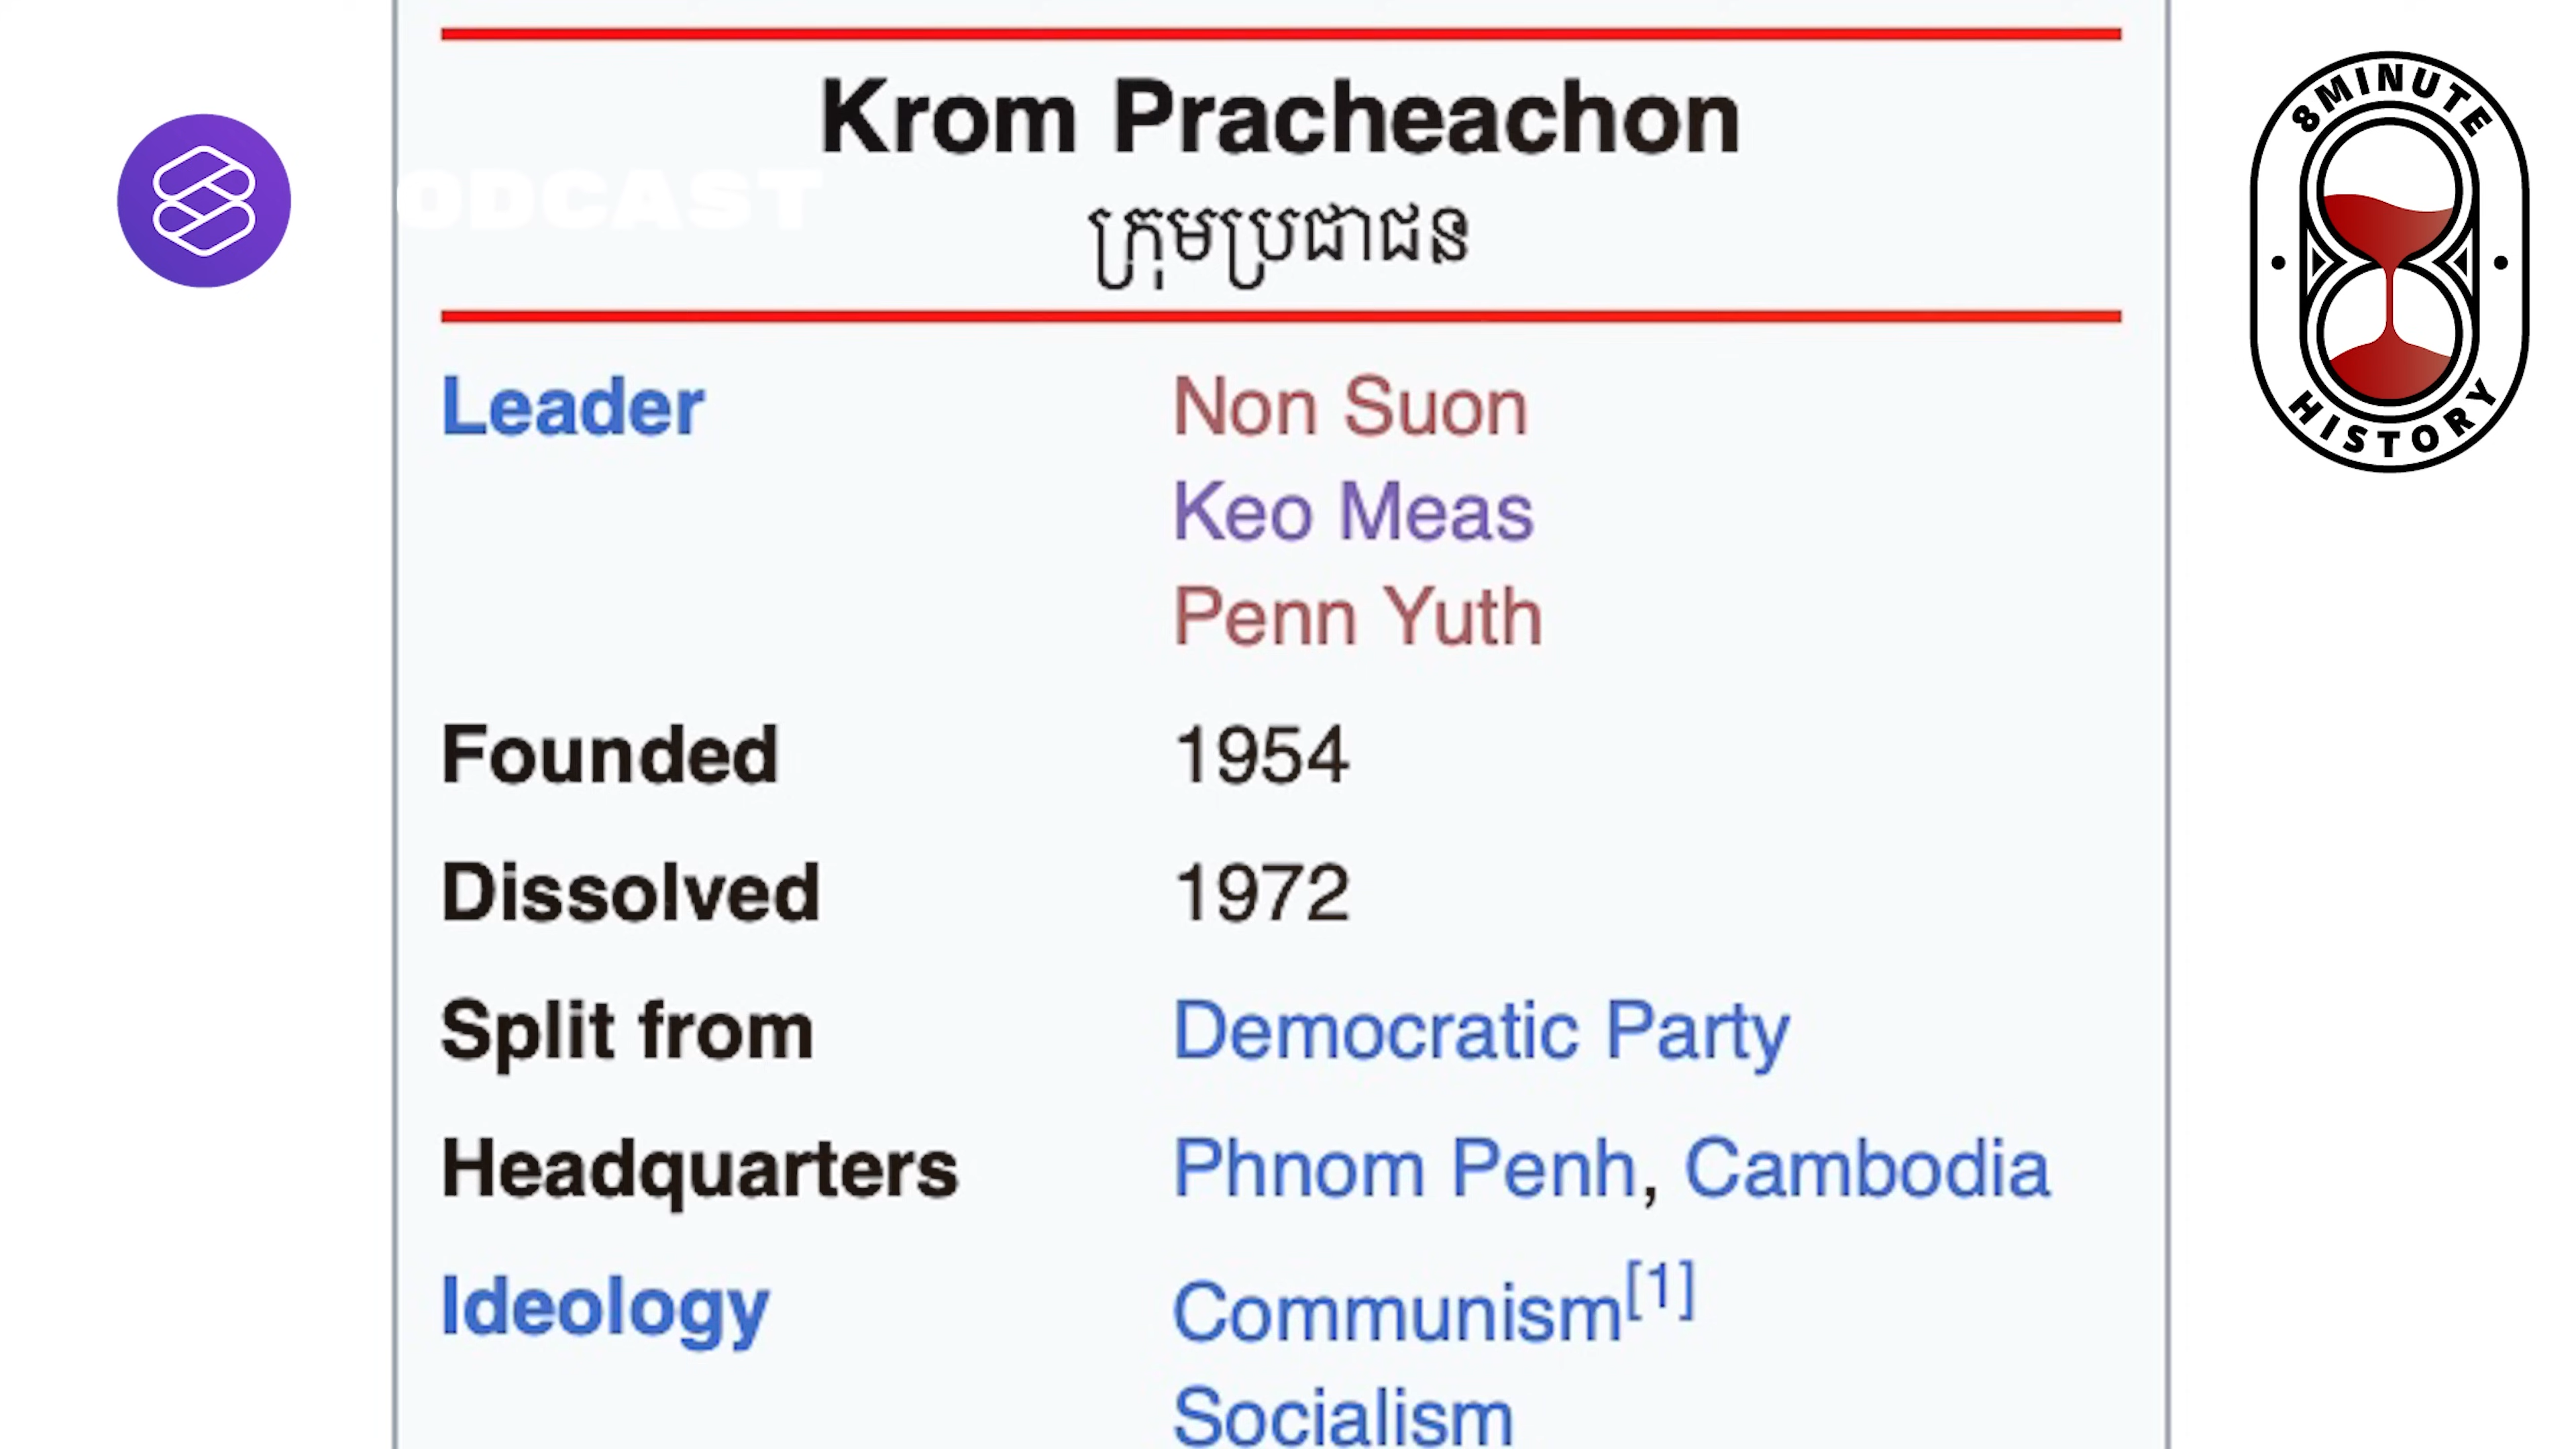 Krom Pracheachon
ក្រុមប្រជាជន
Leader Non Suon
Keo Meas
Penn Yuth
Founded 1954
Dissolved 1972
Split from Democratic Party
Headquarters Phnom Penh, Cambodia
Ideology Communism[1]
Socialism
ODCAST
8MINUTE
HISTORY